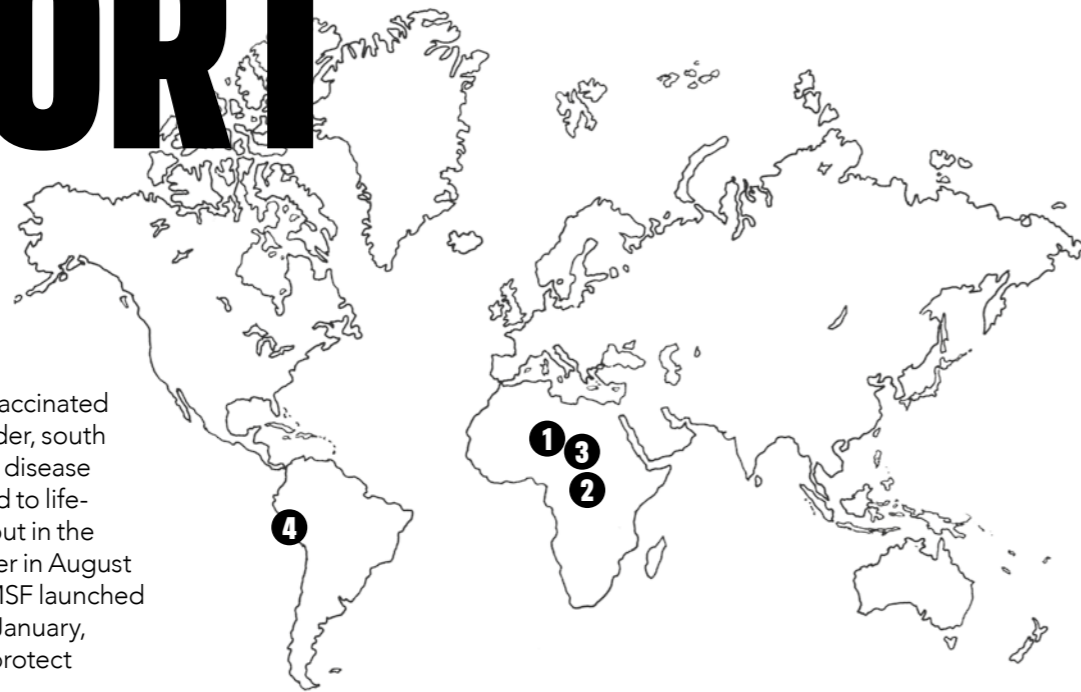 ORT
accinated
der, south
disease
d to life-
out in the
er in August
MSF launched
January,
protect
1
3
2
4